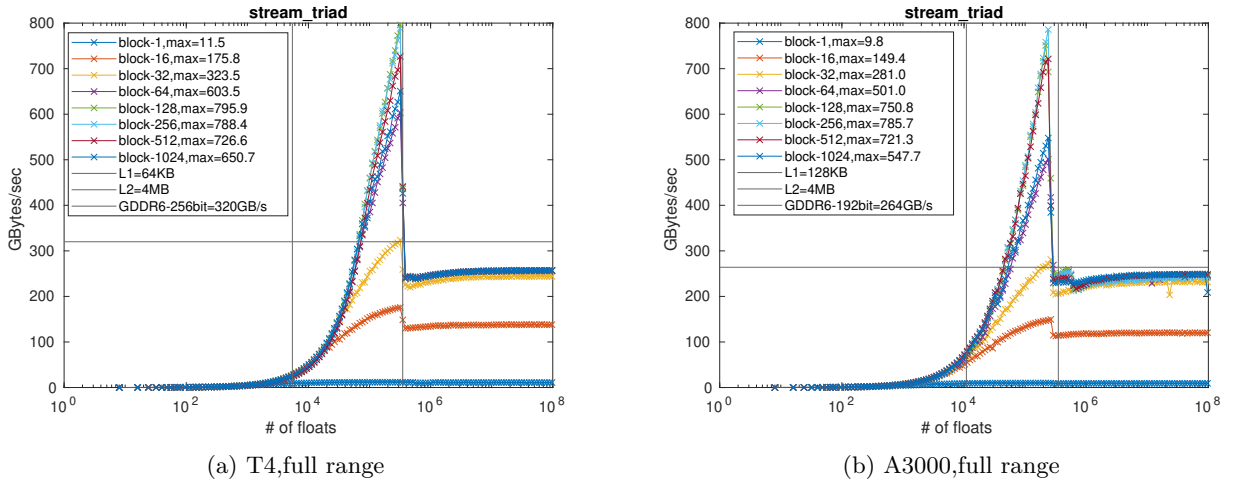 stream_triad
GBytes/sec
800
700
600
500
400
300
200
100
0
block-1,max=11.5
block-16,max=175.8
block-32,max=323.5
block-64,max=603.5
block-128,max=795.9
block-256,max=788.4
block-512,max=726.6
block-1024,max=650.7
L1=64KB
L2=4MB
GDDR6-256bit=320GB/s
10^0
10^2
10^4
10^6
10^8
# of floats
(a) T4,full range
stream_triad
GBytes/sec
800
700
600
500
400
300
200
100
0
block-1,max=9.8
block-16,max=149.4
block-32,max=281.0
block-64,max=501.0
block-128,max=750.8
block-256,max=785.7
block-512,max=721.3
block-1024,max=547.7
L1=128KB
L2=4MB
GDDR6-192bit=264GB/s
10^0
10^2
10^4
10^6
10^8
# of floats
(b) A3000,full range